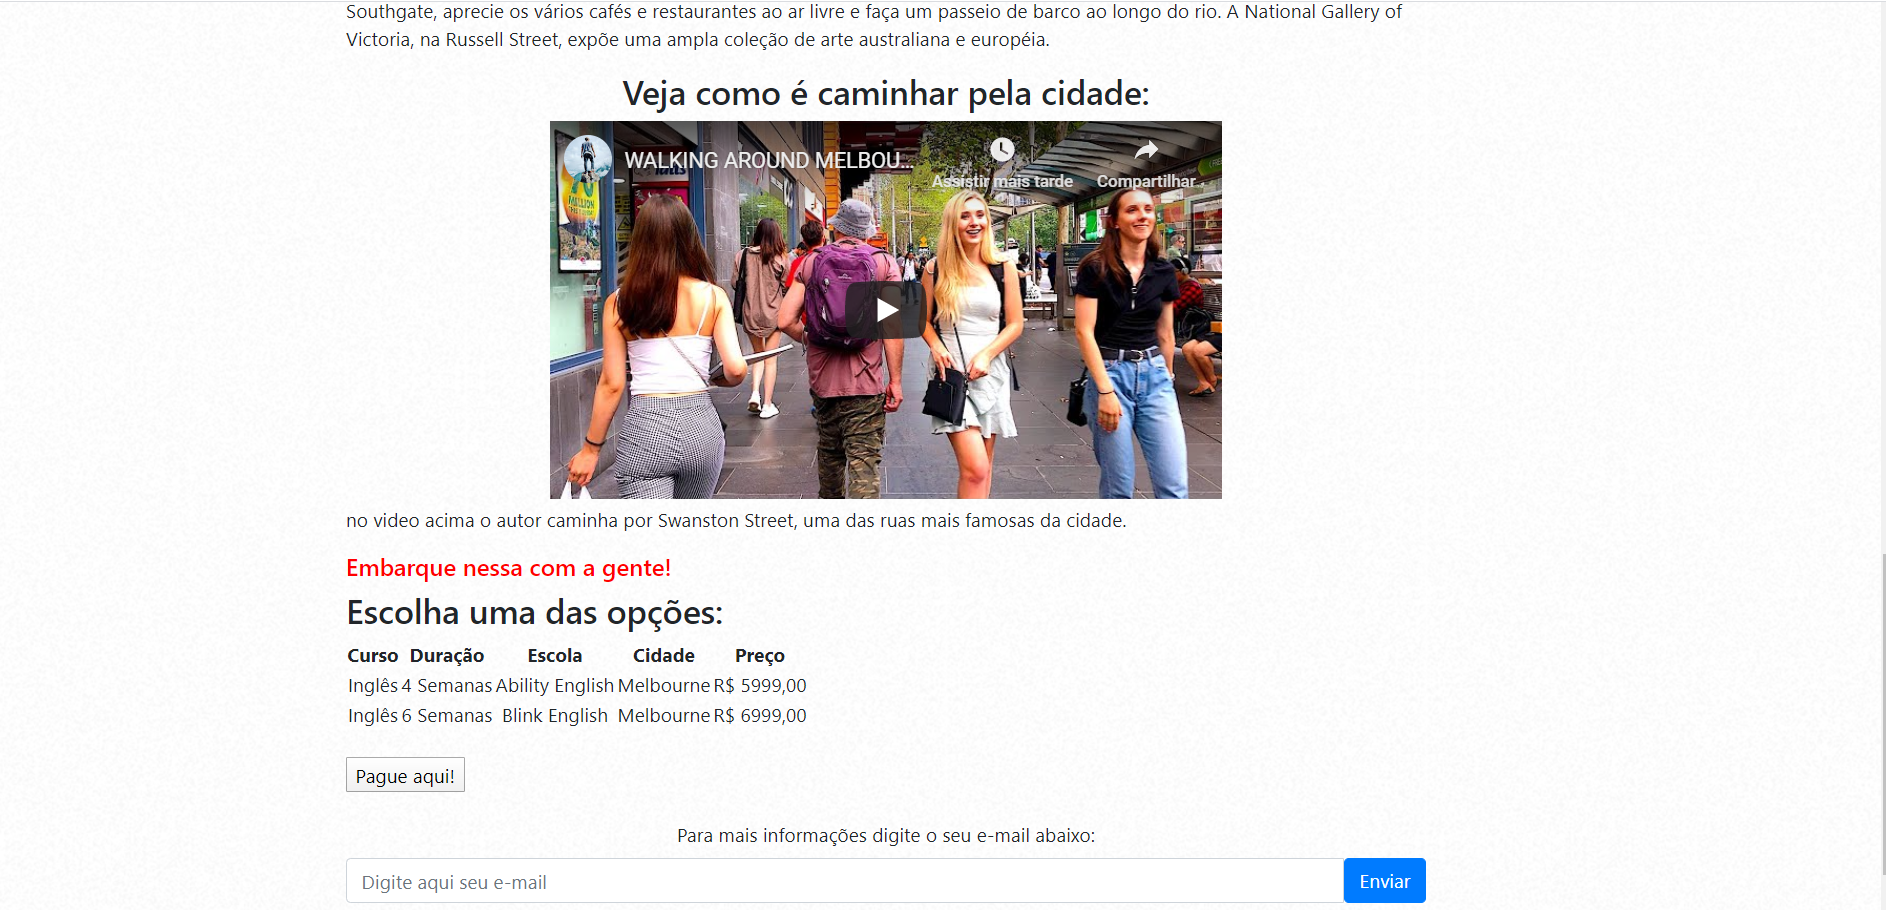 Southgate, aprecie os vários cafés e restaurantes ao ar livre e faça um passeio de barco ao longo do rio. A National Gallery of
Victoria, na Russell Street, expõe uma ampla coleção de arte australiana e européia.
Veja como é caminhar pela cidade:
WALKING AROUND MELBOU...
Assistir mais tarde
Compartilhar
MILLION
no video acima o autor caminha por Swanston Street, uma das ruas mais famosas da cidade.
Embarque nessa com a gente!
Escolha uma das opções:
Curso Duração Escola Cidade Preço
Inglês 4 Semanas Ability English Melbourne R$ 5999,00
Inglês 6 Semanas Blink English Melbourne R$ 6999,00
Pague aqui!
Para mais informações digite o seu e-mail abaixo:
Digite aqui seu e-mail Enviar